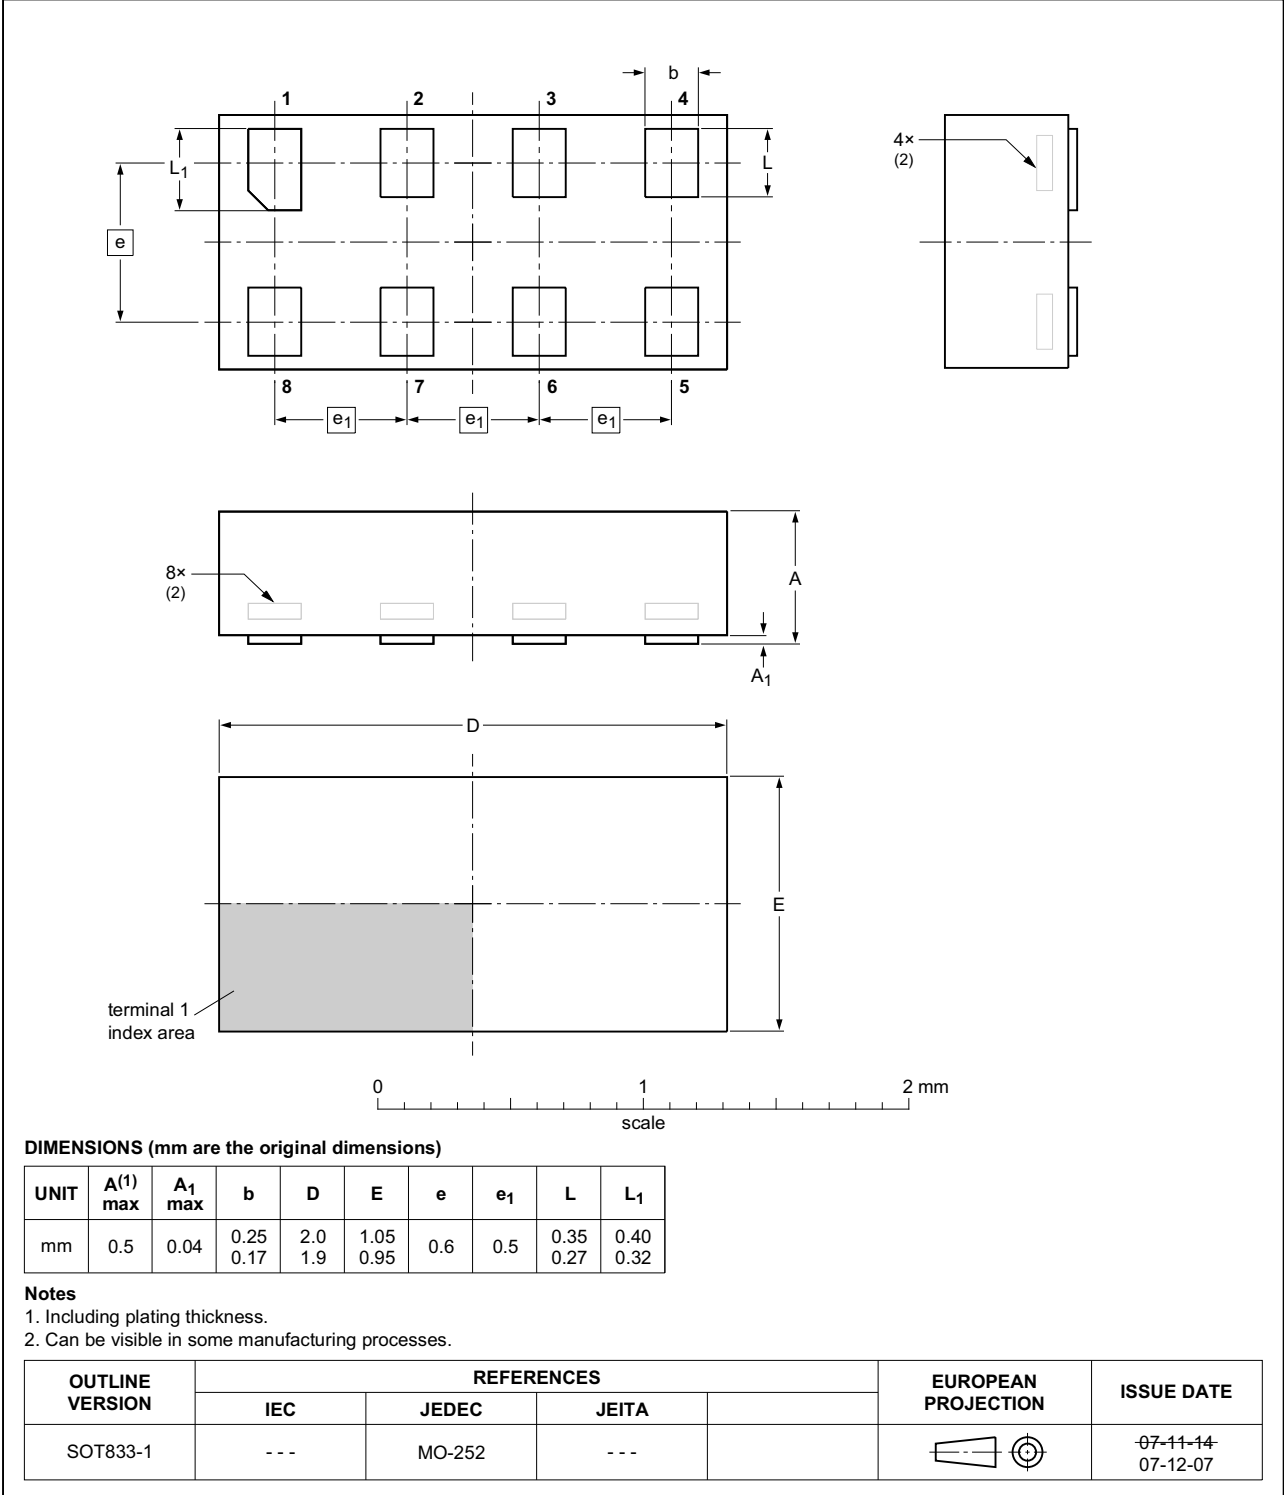 b
1 2 3 4
4×
(2)
L1
L
e
8 7 6 5
e1 e1 e1
8×
(2)
A
A1
D
E
terminal 1
index area
0 1 2 mm
scale
DIMENSIONS (mm are the original dimensions)
UNIT A(1) max A1 max b D E e e1 L L1
mm 0.5 0.04 0.25 0.17 2.0 1.9 1.05 0.95 0.6 0.5 0.35 0.27 0.40 0.32
Notes
1. Including plating thickness.
2. Can be visible in some manufacturing processes.
OUTLINE VERSION REFERENCES EUROPEAN PROJECTION ISSUE DATE
IEC JEDEC JEITA
SOT833-1 - - - MO-252 - - - 07-11-14
07-12-07